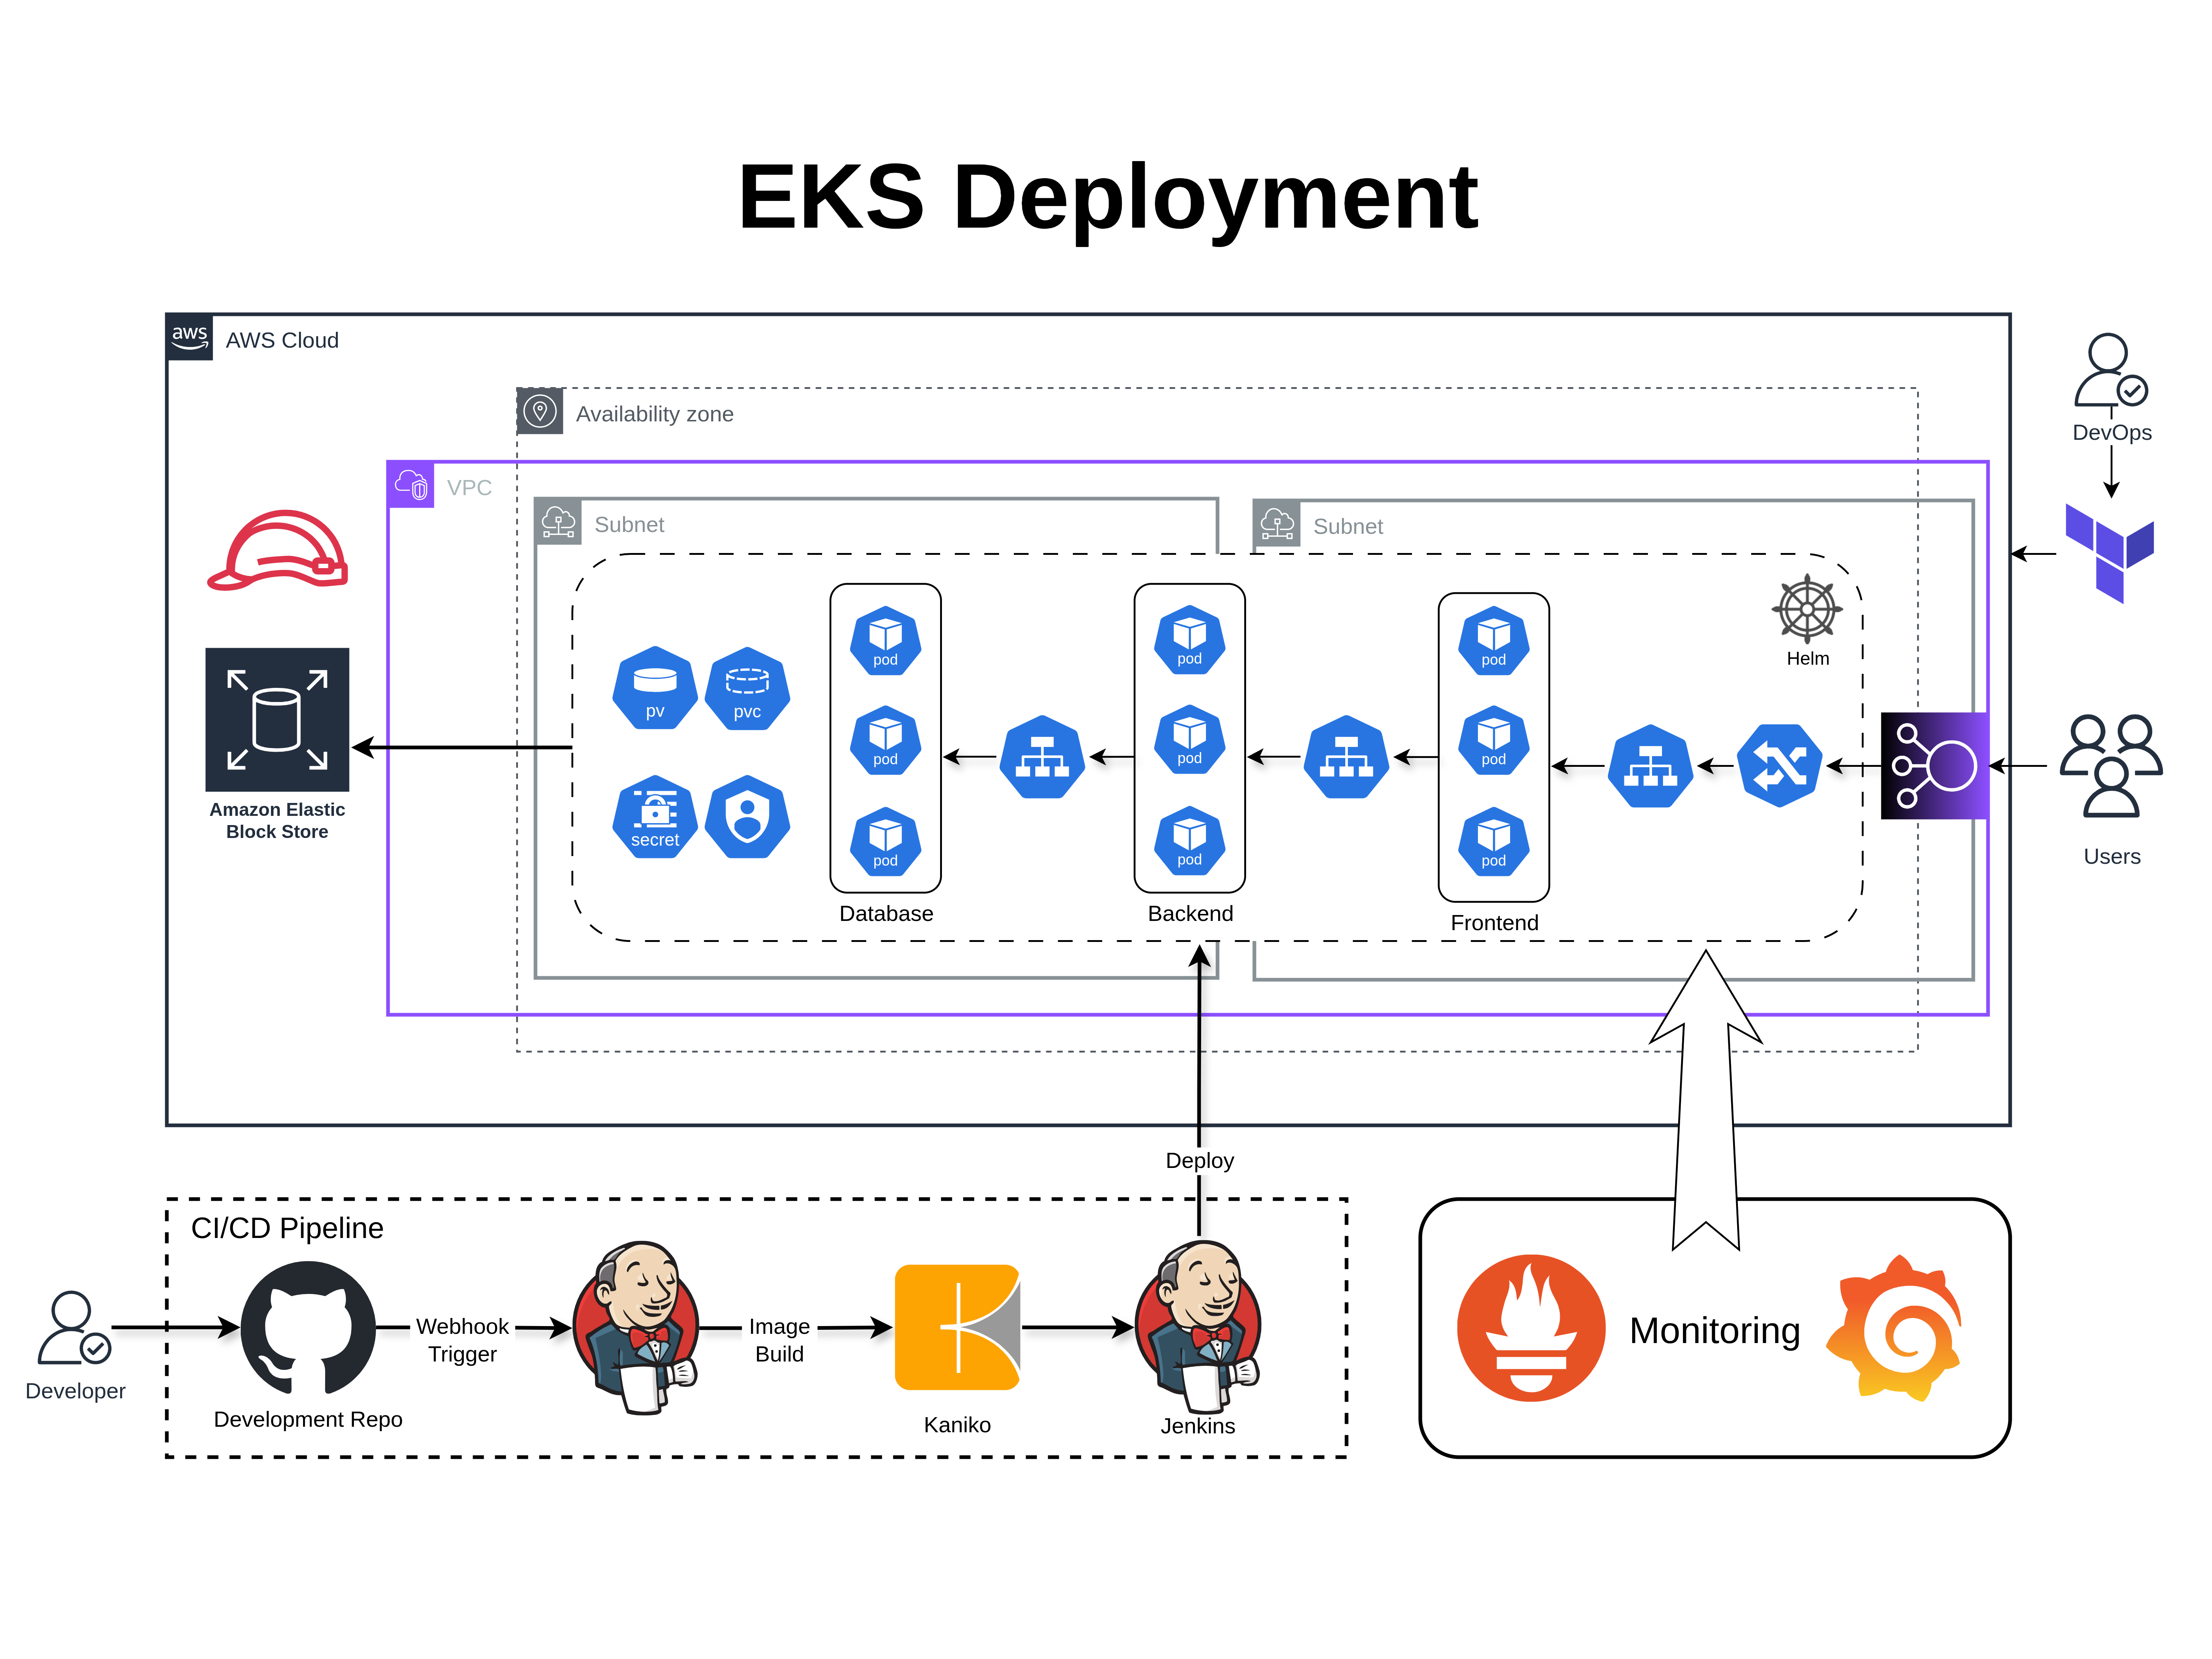 EKS Deployment
aws
AWS Cloud
Availability zone
VPC
Subnet
Subnet
DevOps
Helm
pv
pvc
secret
pod
pod
pod
Database
pod
pod
pod
Backend
pod
pod
pod
Frontend
Amazon Elastic
Block Store
Users
Deploy
CI/CD Pipeline
Developer
Development Repo
Webhook
Trigger
Image
Build
Kaniko
Jenkins
Monitoring